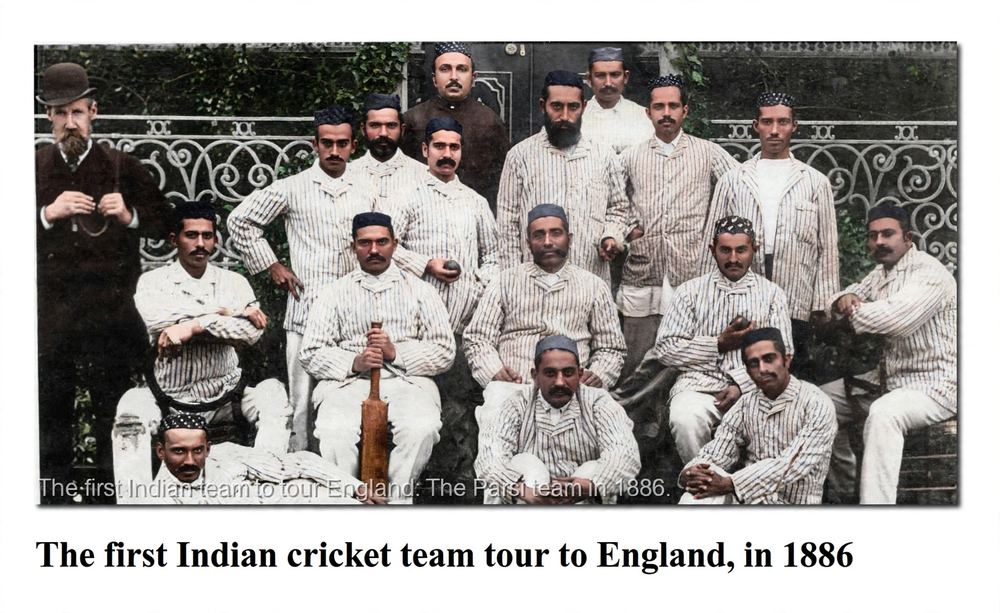 The first Indian team to tour England: The Parsi team in 1886.
The first Indian cricket team tour to England, in 1886